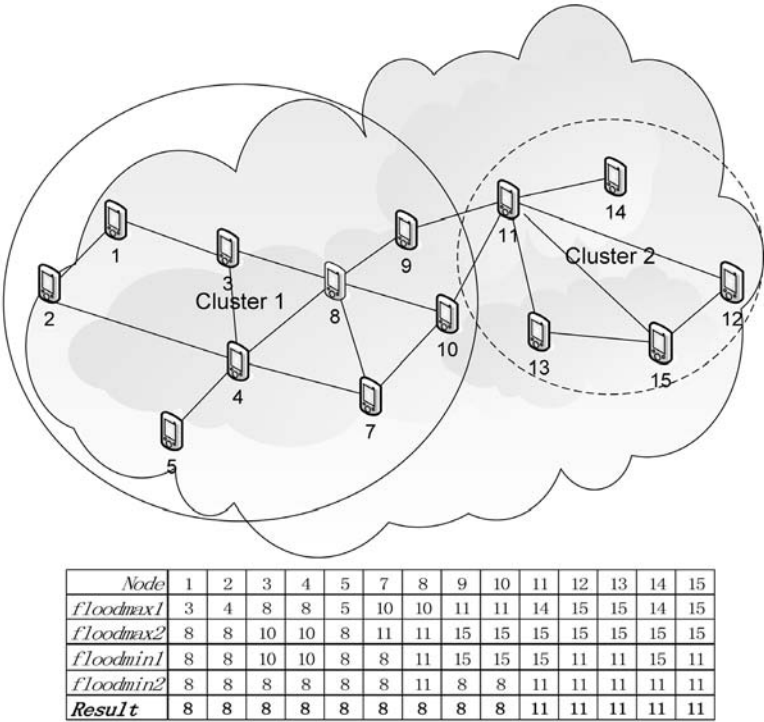 14
11
9
1
3
Cluster 2
8
Cluster 1
2
12
10
13
15
4
7
5
Node 1 2 3 4 5 7 8 9 10 11 12 13 14 15
floodmax1 3 4 8 8 5 10 10 11 11 14 15 15 14 15
floodmax2 8 8 10 10 8 11 11 15 15 15 15 15 15 15
floodmin1 8 8 10 10 8 8 11 15 15 15 11 11 15 11
floodmin2 8 8 8 8 8 8 11 8 8 11 11 11 11 11
Result 8 8 8 8 8 8 8 8 8 11 11 11 11 11